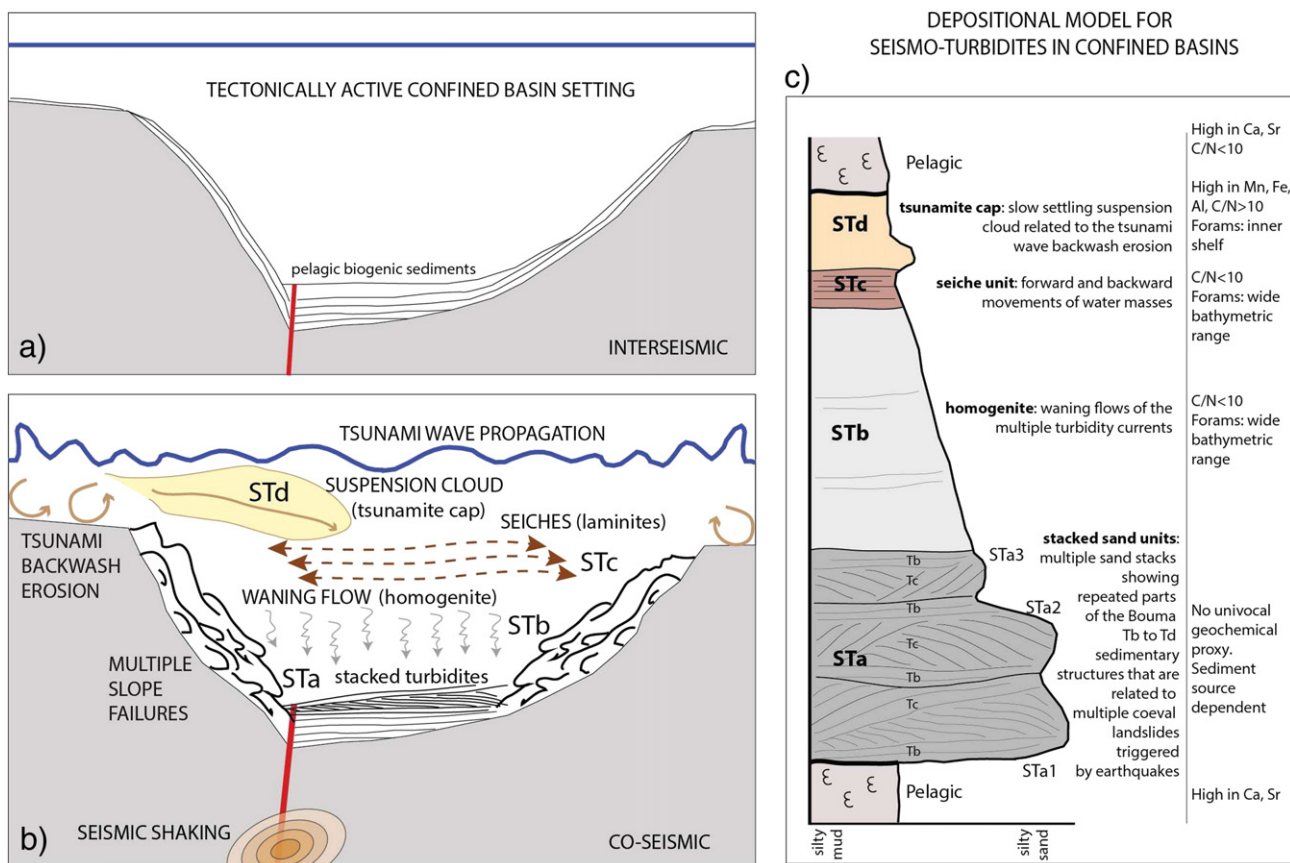 a)
TECTONICALLY ACTIVE CONFINED BASIN SETTING
pelagic biogenic sediments
INTERSEISMIC
b)
TSUNAMI WAVE PROPAGATION
STd
SUSPENSION CLOUD
(tsunamite cap)
SEICHES (laminites)
STc
TSUNAMI
BACKWASH
EROSION
WANING FLOW (homogenite)
STb
MULTIPLE
SLOPE
FAILURES
STa
stacked turbidites
SEISMIC SHAKING
CO-SEISMIC
DEPOSITIONAL MODEL FOR
SEISMO-TURBIDITES IN CONFINED BASINS
c)
Pelagic
High in Ca, Sr
C/N<10
STd
tsunamite cap: slow settling suspension
cloud related to the tsunami
wave backwash erosion
High in Mn, Fe,
Al, C/N>10
Forams: inner
shelf
STc
seiche unit: forward and backward
movements of water masses
C/N<10
Forams: wide
bathymetric
range
STb
homogenite: waning flows of the
multiple turbidity currents
C/N<10
Forams: wide
bathymetric
range
STa
Tb
Tc
Tb
Tc
Tb
Tc
Tb
STa3
STa2
STa1
stacked sand units:
multiple sand stacks
showing
repeated parts
of the Bouma
Tb to Td
sedimentary
structures that are
related to
multiple coeval
landslides
triggered
by earthquakes
No univocal
geochemical
proxy.
Sediment
source
dependent
Pelagic
High in Ca, Sr
silty
mud
silty
sand